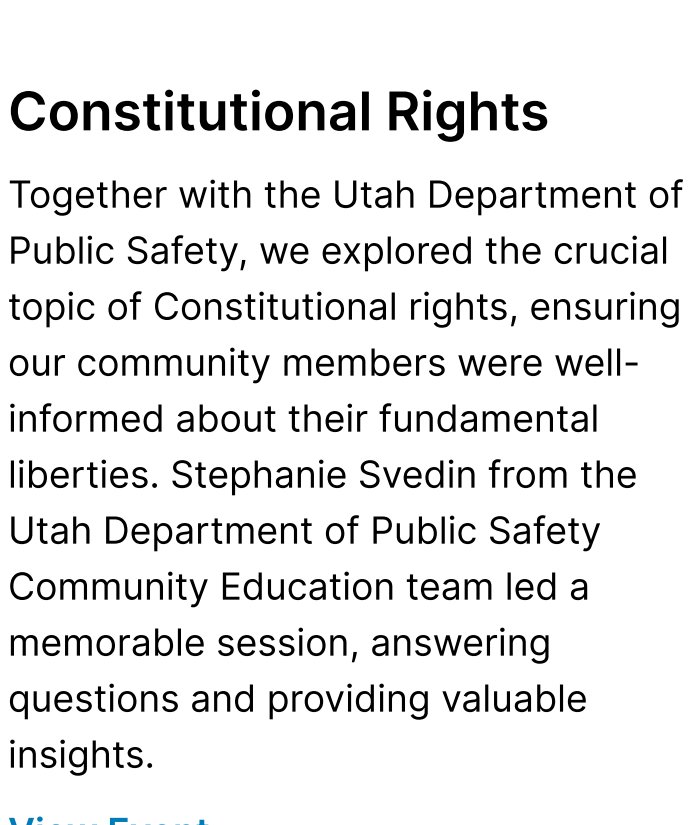 Constitutional Rights
Together with the Utah Department of
Public Safety, we explored the crucial
topic of Constitutional rights, ensuring
our community members were well-
informed about their fundamental
liberties. Stephanie Svedin from the
Utah Department of Public Safety
Community Education team led a
memorable session, answering
questions and providing valuable
insights.
View Event